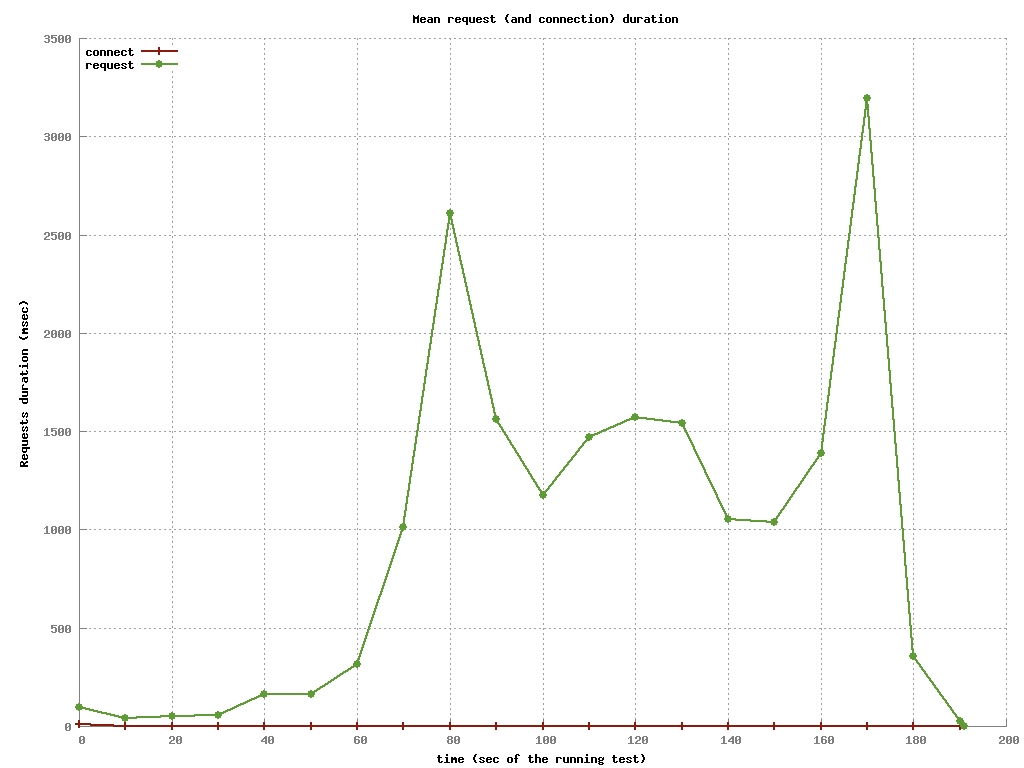 Mean request (and connection) duration
3500
connect
request
3000
2500
2000
Requests duration (msec)
1500
1000
500
0
0 20 40 60 80 100 120 140 160 180 200
time (sec of the running test)